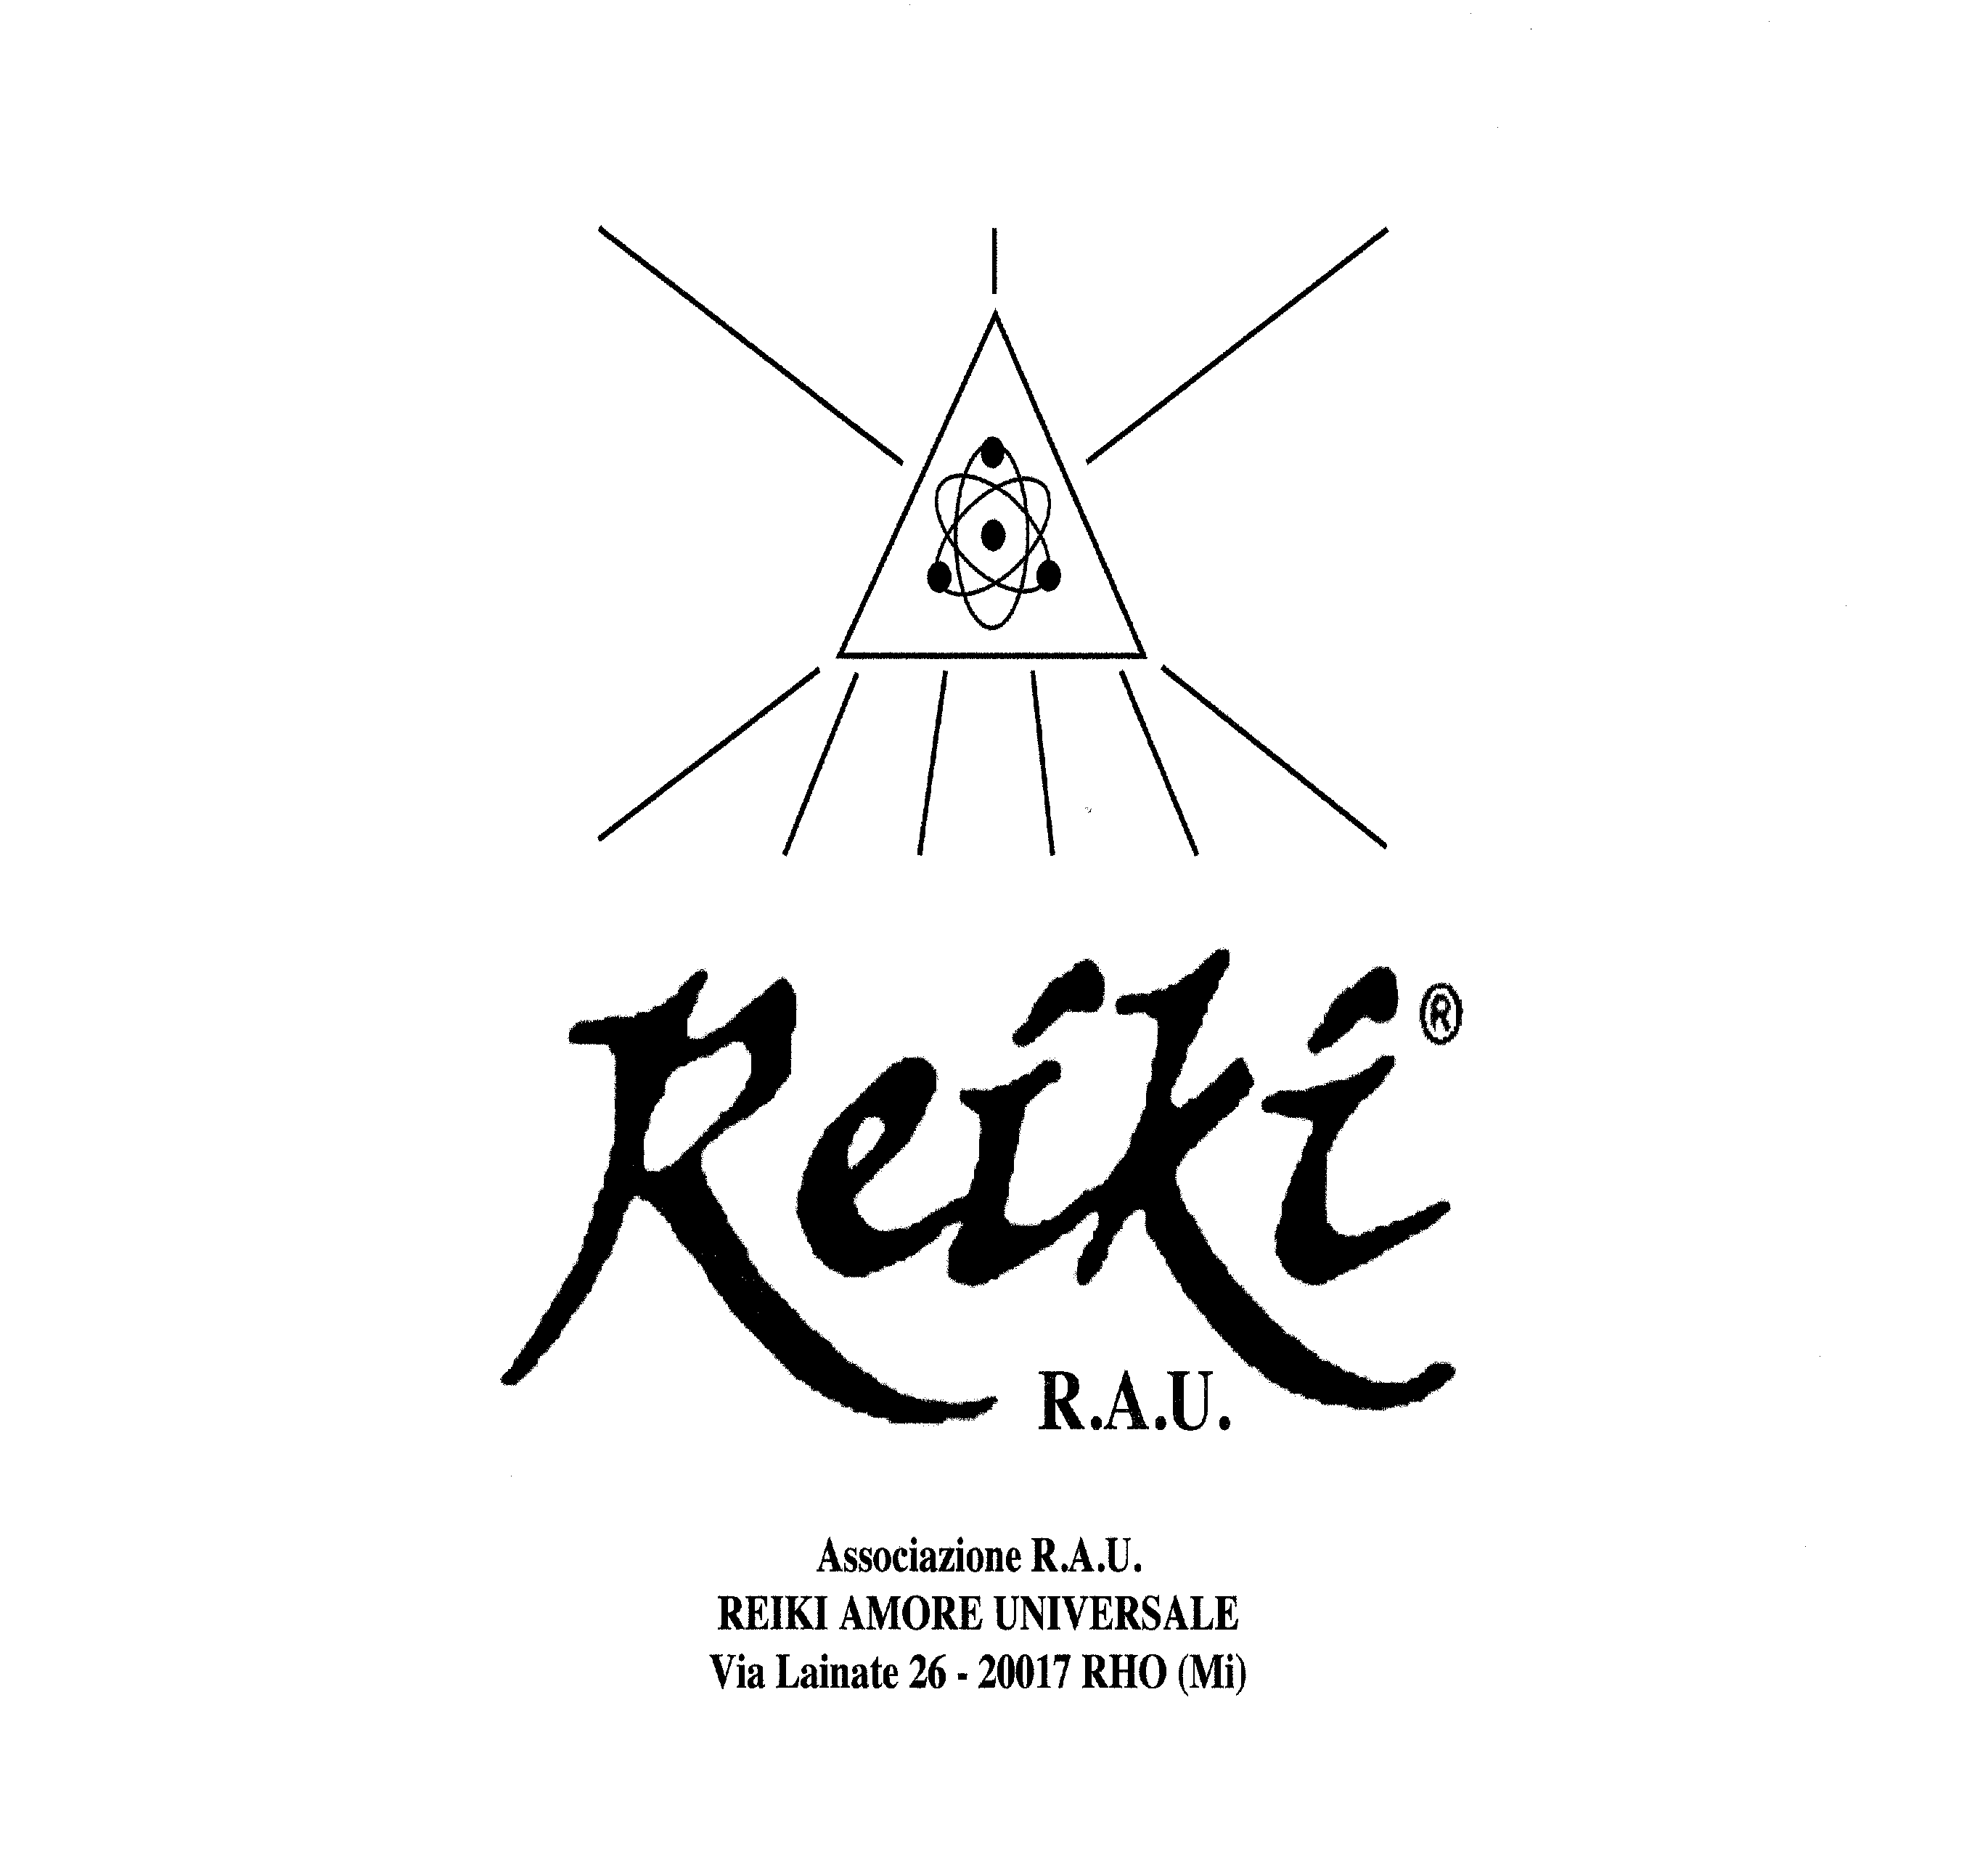 Reiki®
R.A.U.
Associazione R.A.U.
REIKI AMORE UNIVERSALE
Via Lainate 26 - 20017 RHO (Mi)